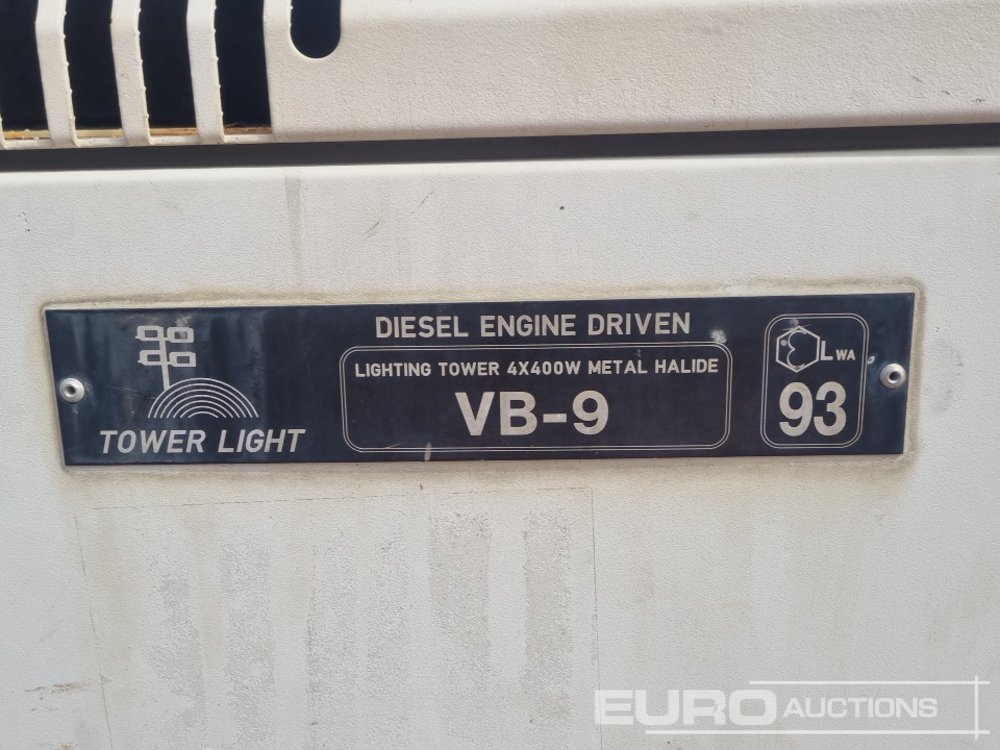 DIESEL ENGINE DRIVEN
LIGHTING TOWER 4X400W METAL HALIDE
VB-9
TOWER LIGHT
LWA
93
EURO AUCTIONS